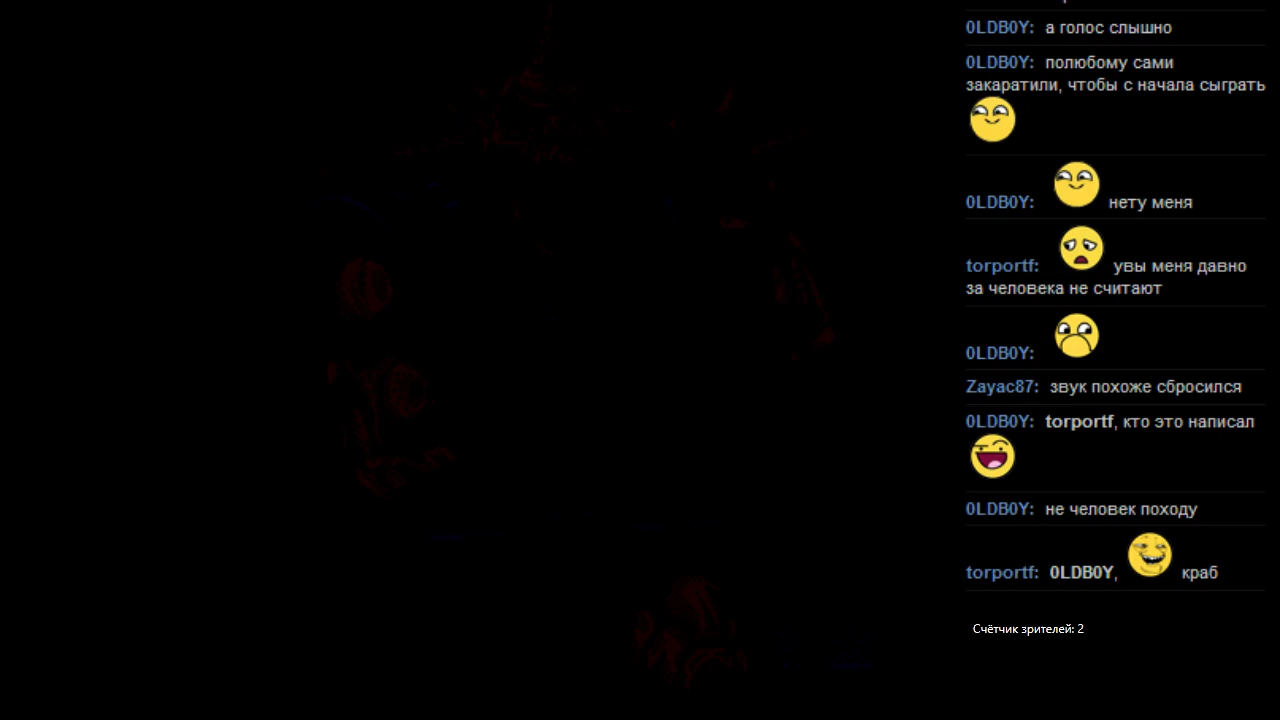 0LDB0Y: а голос слышно
0LDB0Y: полюбому сами
закаратили, чтобы с начала сыграть
0LDB0Y: нету меня
torportf: увы меня давно
за человека не считают
0LDB0Y:
Zayac87: звук похоже сбросился
0LDB0Y: torportf, кто это написал
0LDB0Y: не человек походу
torportf: 0LDB0Y, краб
Счётчик зрителей: 2